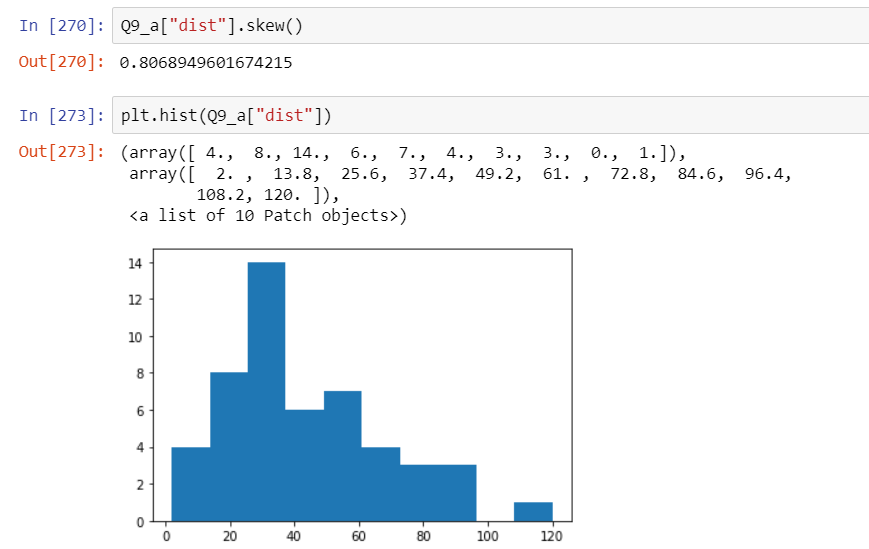 In [270]: Q9_a["dist"].skew()
Out[270]: 0.8068949601674215
In [273]: plt.hist(Q9_a["dist"])
Out[273]: (array([ 4.,  8., 14.,  6.,  7.,  4.,  3.,  3.,  0.,  1.]),
array([  2. ,  13.8,  25.6,  37.4,  49.2,  61. ,  72.8,  84.6,  96.4,
108.2, 120. ]),
<a list of 10 Patch objects>)
14
12
10
8
6
4
2
0
0 20 40 60 80 100 120